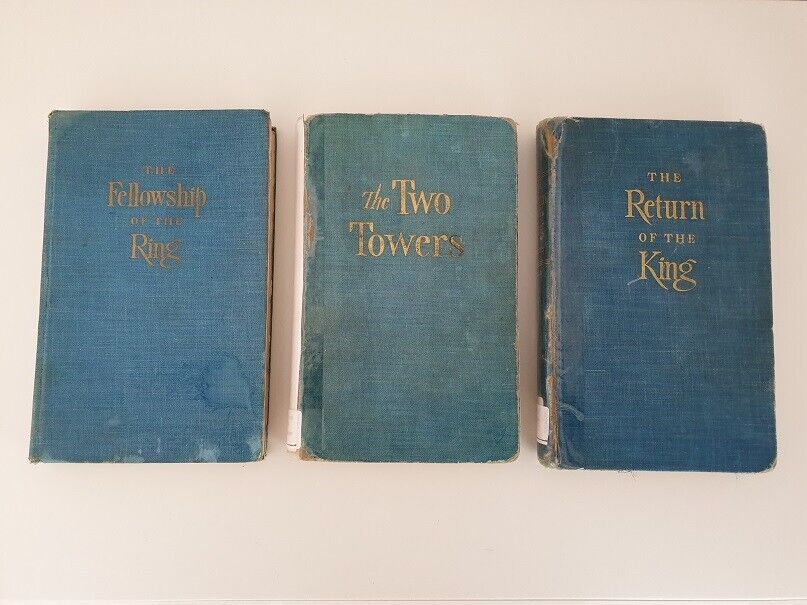 THE
Fellowship
OF THE
Ring
The Two
Towers
THE
Return
OF THE
King